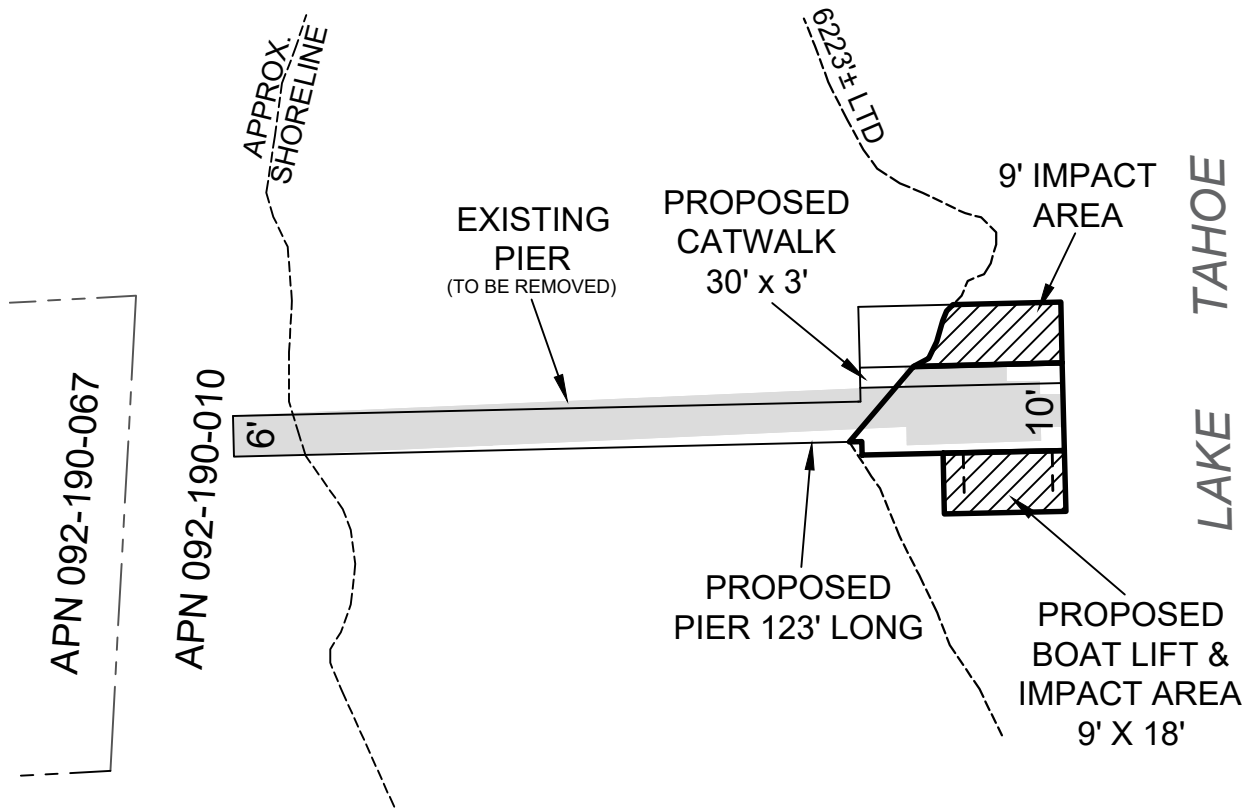 APPROX.
SHORELINE
6223'± LTD
9' IMPACT
AREA
LAKE TAHOE
PROPOSED
CATWALK
30' x 3'
EXISTING
PIER
(TO BE REMOVED)
APN 092-190-067
APN 092-190-010
6'
10'
PROPOSED
PIER 123' LONG
PROPOSED
BOAT LIFT &
IMPACT AREA
9' X 18'